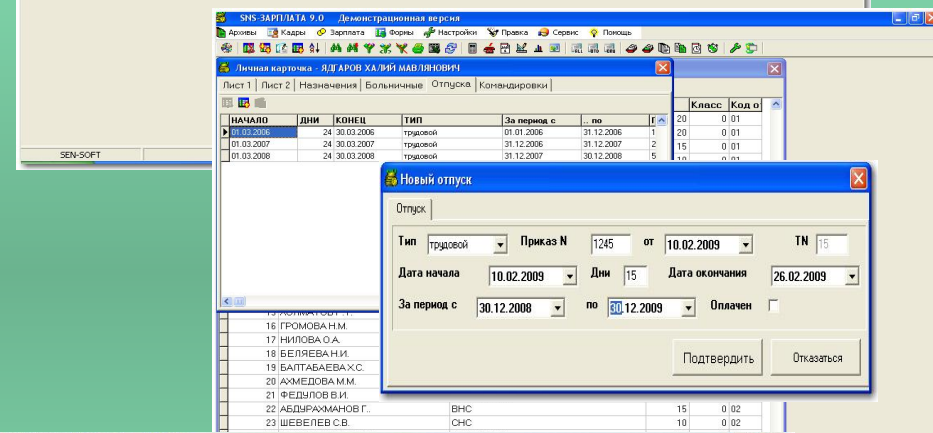 SNS-ЗАРПЛАТА 9.0 Демонстрационная версия
Архивы Кадры Зарплата Формы Настройки Правка Сервис Помощь
Личная карточка - ЯДГАРОВ ХАЛИЙ МАВЛЯНОВИЧ
Лист 1 Лист 2 Назначения Больничные Отпуска Командировки
Класс
НАЧАЛО ДНИ КОНЕЦ ТИП За период с .. по
01.03.2006 24 30.03.2006 трудовой 01.01.2006 31.12.2006 1 20 0 01
01.03.2007 24 30.03.2007 трудовой 31.12.2006 31.12.2007 2 15 0 01
01.03.2008 24 30.03.2008 трудовой 31.12.2007 30.12.2008 5 10 0 01
SEN-SOFT
Новый отпуск
Отпуск
Тип трудовой Приказ N 1245 от 10.02.2009 TN 15
Дата начала 10.02.2009 Дни 15 Дата окончания 26.02.2009
За период с 30.12.2008 по 30.12.2009 Оплачен
Подтвердить Отказаться
16 ГРОМОВА Н.М.
17 НИЛОВА О.А.
18 БЕЛЯЕВА Н.И.
19 БАЛТАБАЕВА Х.С.
20 АХМЕДОВА М.М.
21 ФЕДУЛОВ В.И.
22 АБДУРАХМАНОВ Г.. ВНС 15 0 02
23 ШЕВЕЛЕВ С.В. СНС 10 0 02